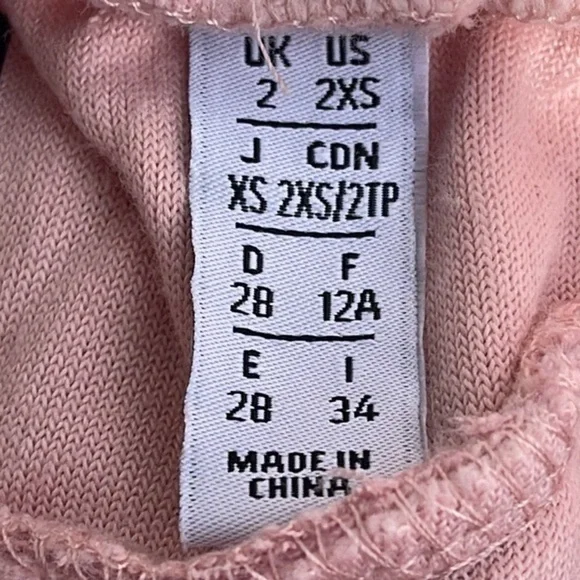 UK US
2 2XS
J CDN
XS 2XS/2TP
D F
28 12A
E I
28 34
MADE IN
CHINA